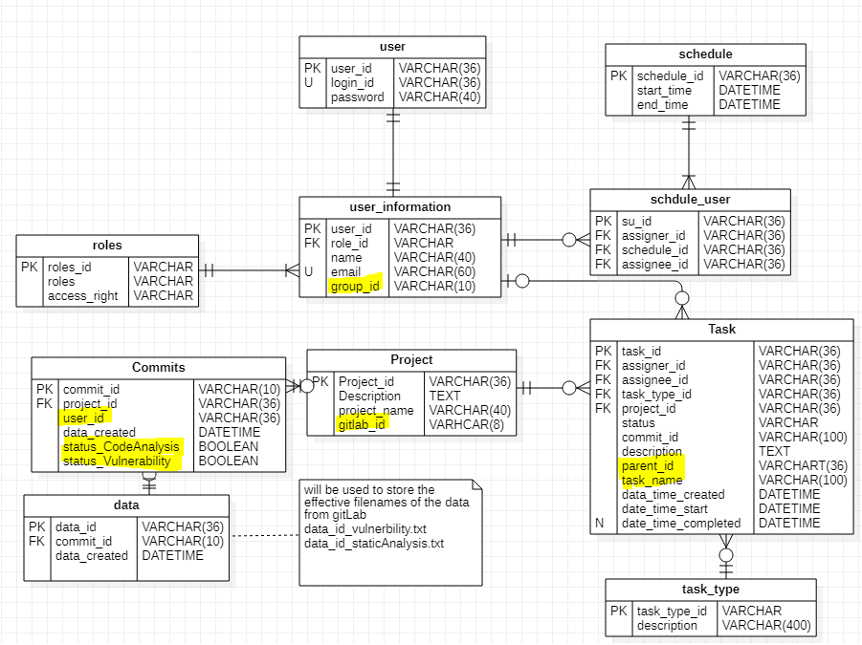 user
PK user_id VARCHAR(36)
U login_id VARCHAR(36)
password VARCHAR(40)
schedule
PK schedule_id VARCHAR(36)
start_time DATETIME
end_time DATETIME
user_information
PK user_id VARCHAR(36)
FK role_id VARCHAR
name VARCHAR(40)
U email VARCHAR(60)
group_id VARCHAR(10)
schdule_user
PK su_id VARCHAR(36)
FK assigner_id VARCHAR(36)
FK schedule_id VARCHAR(36)
FK assignee_id VARCHAR(36)
roles
PK roles_id VARCHAR
roles VARCHAR
access_right VARCHAR
Task
PK task_id VARCHAR(36)
FK assigner_id VARCHAR(36)
FK assignee_id VARCHAR(36)
FK task_type_id VARCHAR(36)
FK project_id VARCHAR(36)
status VARCHAR
commit_id VARCHAR(100)
description TEXT
parent_id VARCHART(36)
task_name VARCHAR(100)
data_time_created DATETIME
date_time_start DATETIME
N date_time_completed DATETIME
Commits
PK commit_id VARCHAR(10)
FK project_id VARCHAR(36)
user_id VARCHAR(36)
data_created DATETIME
status_CodeAnalysis BOOLEAN
status_Vulnerability BOOLEAN
Project
PK Project_id VARCHAR(36)
Description TEXT
project_name VARCHAR(40)
gitlab_id VARHCAR(8)
data
PK data_id VARCHAR(36)
FK commit_id VARCHAR(10)
data_created DATETIME
will be used to store the
effective filenames of the data
from gitLab
data_id_vulnerbility.txt
data_id_staticAnalysis.txt
task_type
PK task_type_id VARCHAR
description VARCHAR(400)